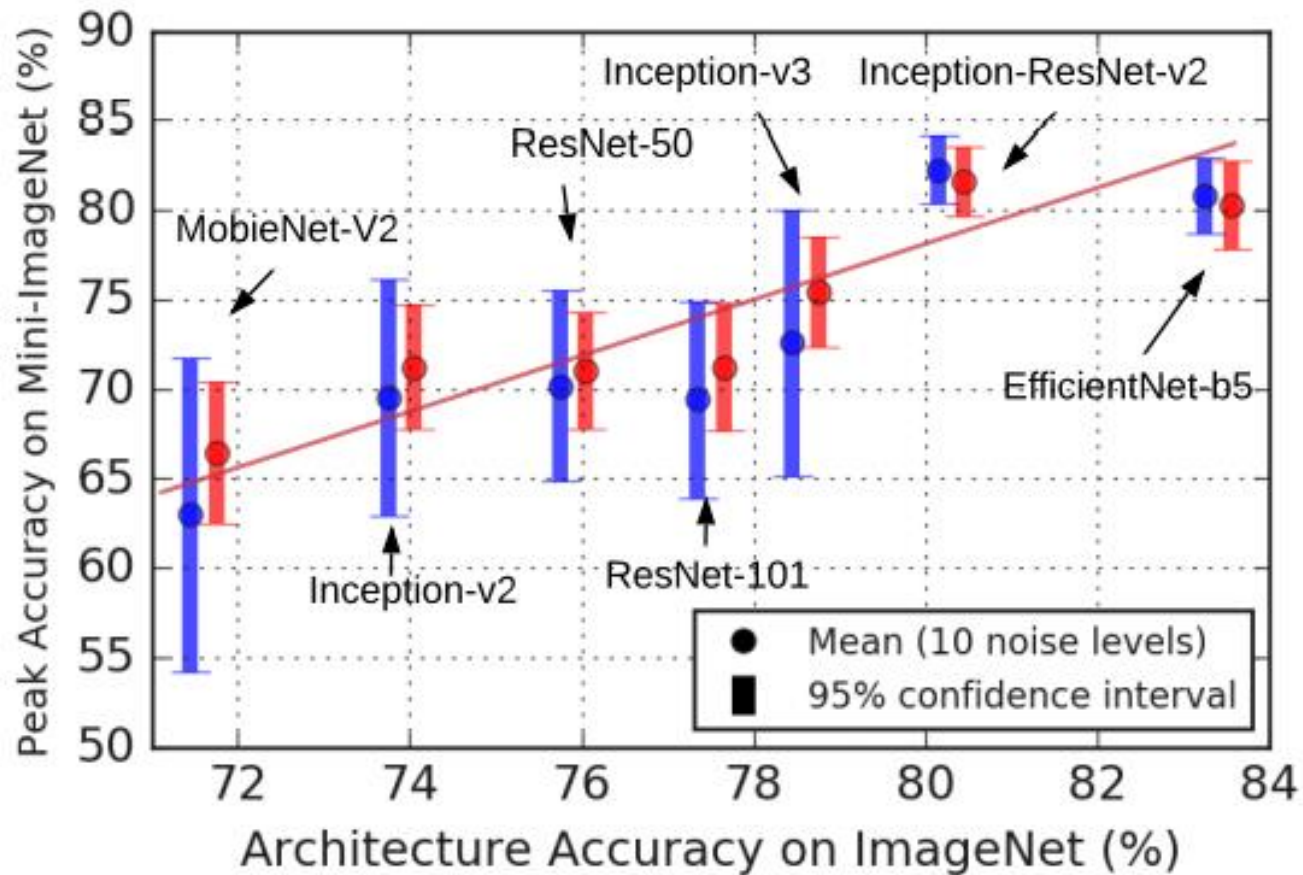 Peak Accuracy on Mini-ImageNet (%)
90
85
80
75
70
65
60
55
50
Inception-v3
Inception-ResNet-v2
ResNet-50
MobieNet-V2
EfficientNet-b5
Inception-v2
ResNet-101
Mean (10 noise levels)
95% confidence interval
72 74 76 78 80 82 84
Architecture Accuracy on ImageNet (%)